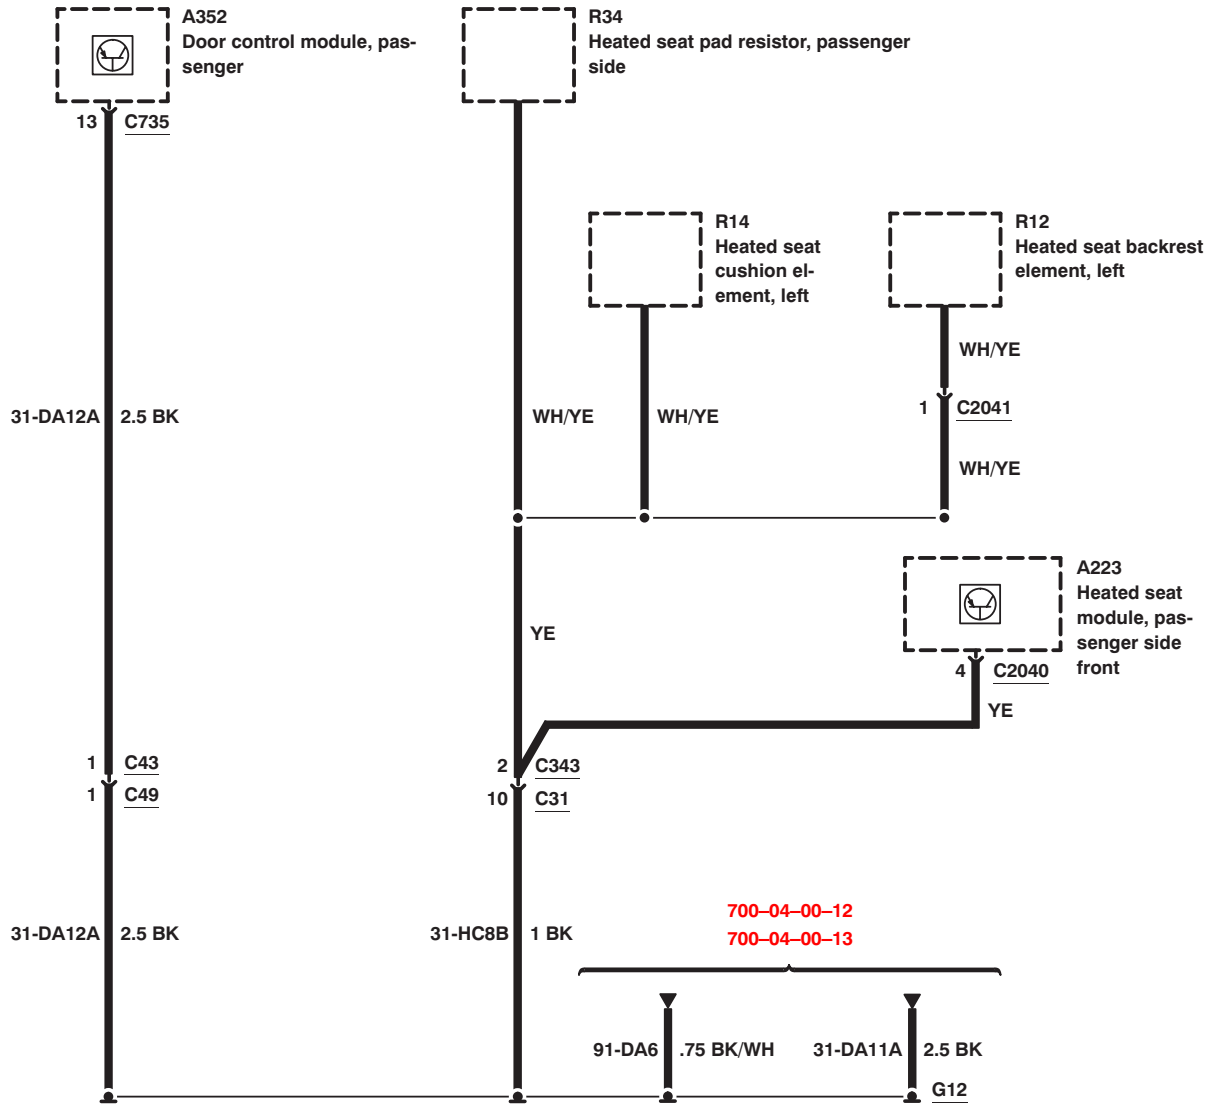 A352
Door control module, pas-
senger
R34
Heated seat pad resistor, passenger
side
13 C735
R14
Heated seat
cushion el-
ement, left
R12
Heated seat backrest
element, left
WH/YE
1 C2041
31-DA12A 2.5 BK
WH/YE
WH/YE
WH/YE
A223
Heated seat
module, pas-
senger side
front
YE
4 C2040
YE
1 C43
2 C343
1 C49
10 C31
700–04–00–12
700–04–00–13
31-DA12A 2.5 BK
31-HC8B 1 BK
91-DA6 .75 BK/WH
31-DA11A 2.5 BK
G12